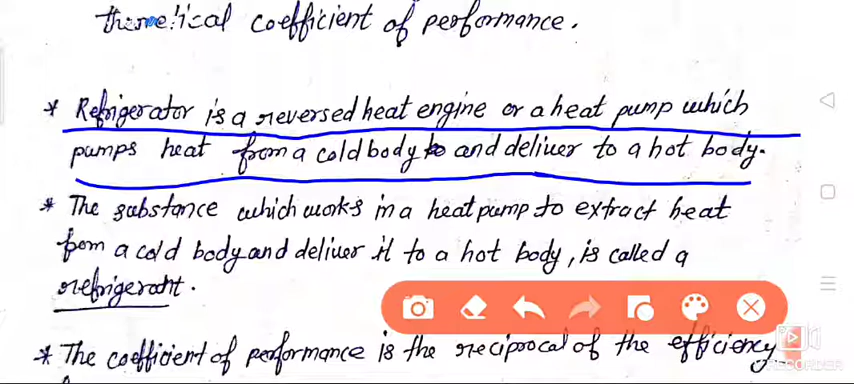 theoretical coefficient of performance.
* Refrigerator is a reversed heat engine or a heat pump which
pumps heat from a cold body and deliver to a hot body.
* The substance which works in a heat pump to extract heat
from a cold body and deliver it to a hot body, is called a
refrigerant.
* The coefficient of performance is the reciprocal of the efficiency
RECORDER